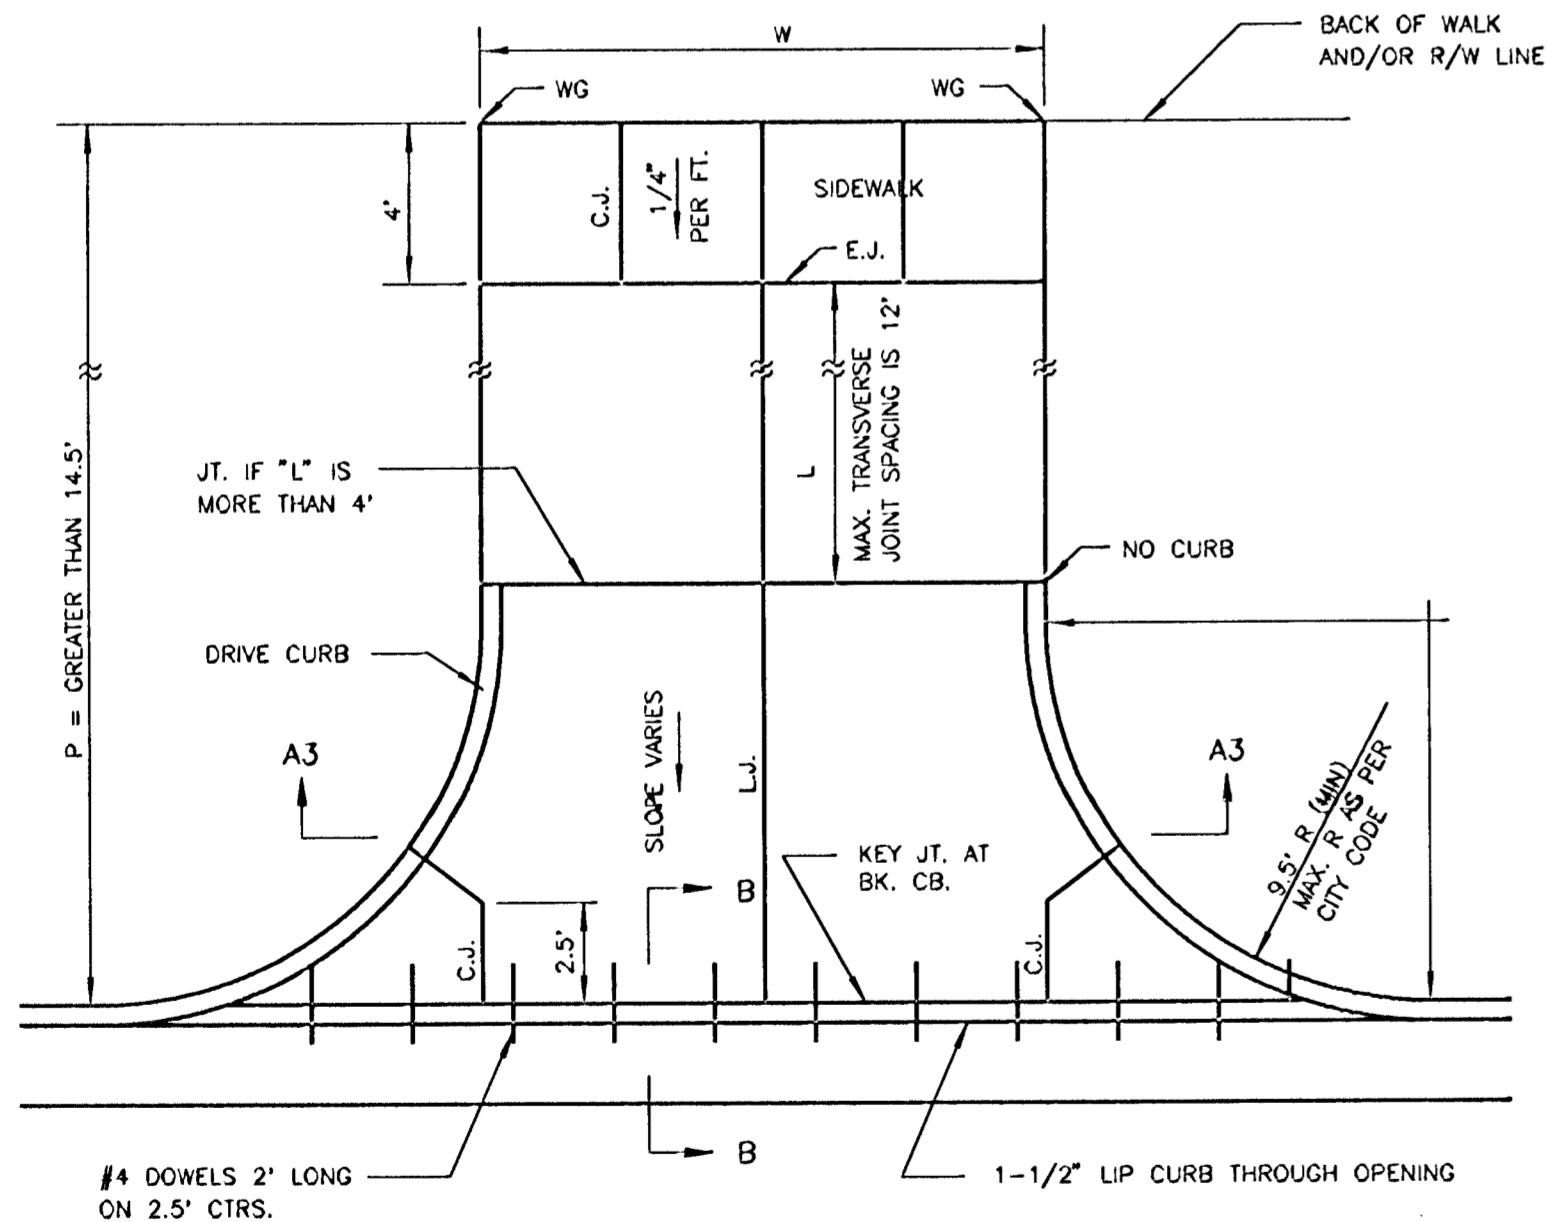 W
BACK OF WALK
AND/OR R/W LINE
WG
WG
4'
C.J.
1/4"
PER FT.
SIDEWALK
E.J.
MAX. TRANSVERSE
JOINT SPACING IS 12'
L
JT. IF "L" IS
MORE THAN 4'
P = GREATER THAN 14.5'
NO CURB
DRIVE CURB
SLOPE VARIES
L.J.
A3
A3
9.5' R (MIN)
MAX. R AS PER
CITY CODE
KEY JT. AT
BK. CB.
B
C.J.
2.5'
C.J.
B
#4 DOWELS 2' LONG
ON 2.5' CTRS.
1-1/2" LIP CURB THROUGH OPENING